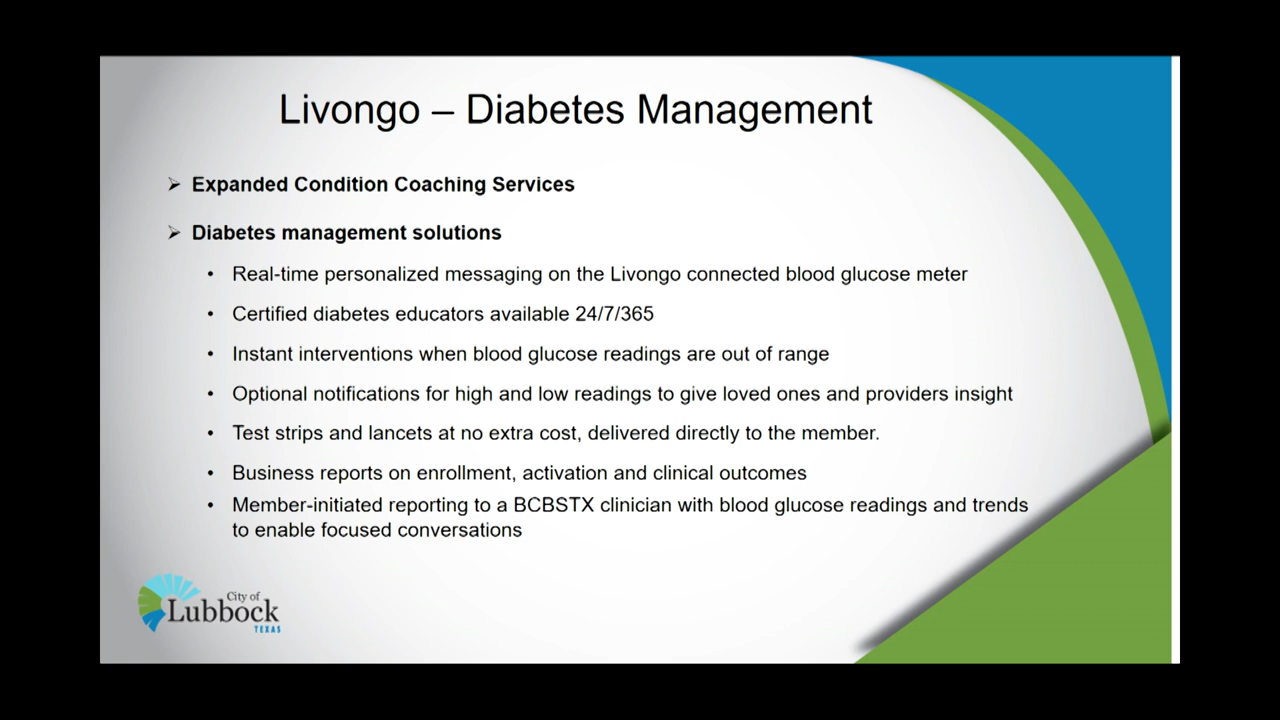 Livongo – Diabetes Management
➢ Expanded Condition Coaching Services
➢ Diabetes management solutions
• Real-time personalized messaging on the Livongo connected blood glucose meter
• Certified diabetes educators available 24/7/365
• Instant interventions when blood glucose readings are out of range
• Optional notifications for high and low readings to give loved ones and providers insight
• Test strips and lancets at no extra cost, delivered directly to the member.
• Business reports on enrollment, activation and clinical outcomes
• Member-initiated reporting to a BCBSTX clinician with blood glucose readings and trends
to enable focused conversations
City of
Lubbock
TEXAS